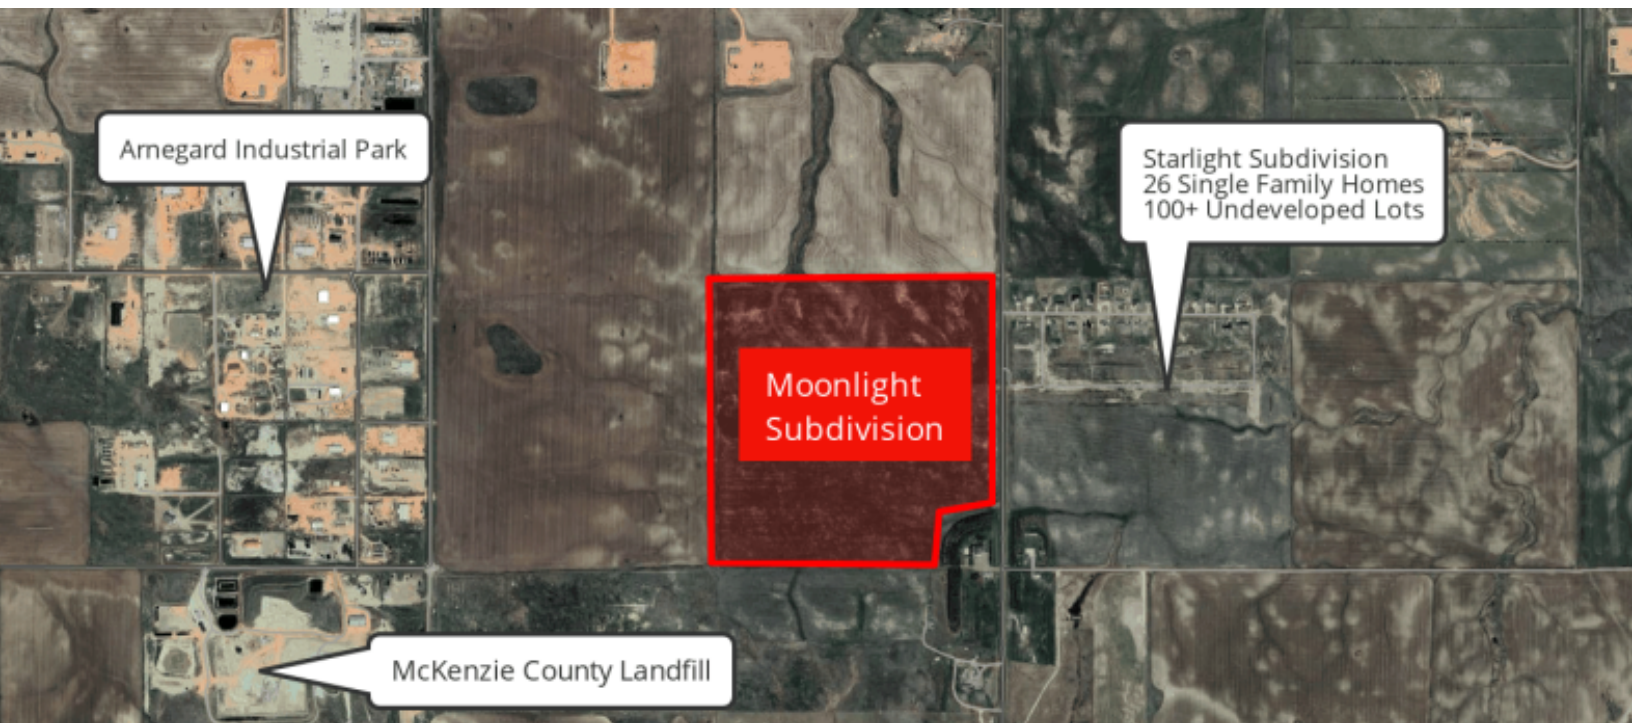 Arnegard Industrial Park
Starlight Subdivision
26 Single Family Homes
100+ Undeveloped Lots
Moonlight
Subdivision
McKenzie County Landfill